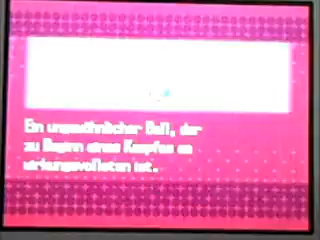 Ein ungewöhnlicher Ball, der
zu Beginn eines Kampfes am
wirkungsvollsten ist.